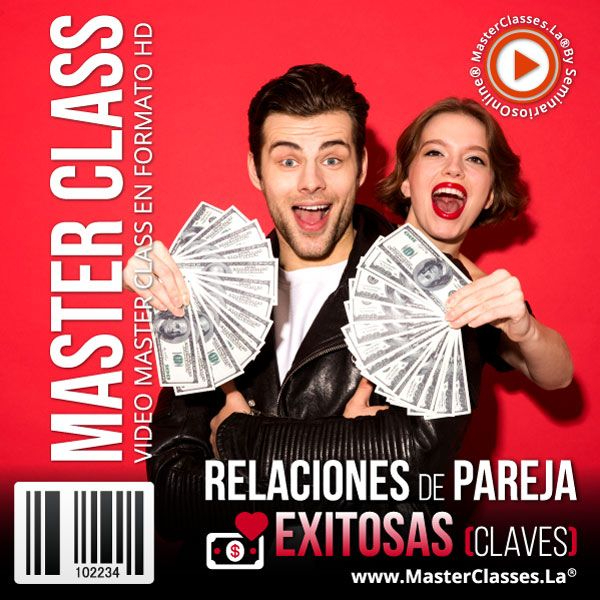 MASTER CLASS
VIDEO MASTER CLASS EN FORMATO HD
MasterClasses.La®By SeminariosOnline®
RELACIONES DE PAREJA
$ EXITOSAS (CLAVES)
www.MasterClasses.La®
102234